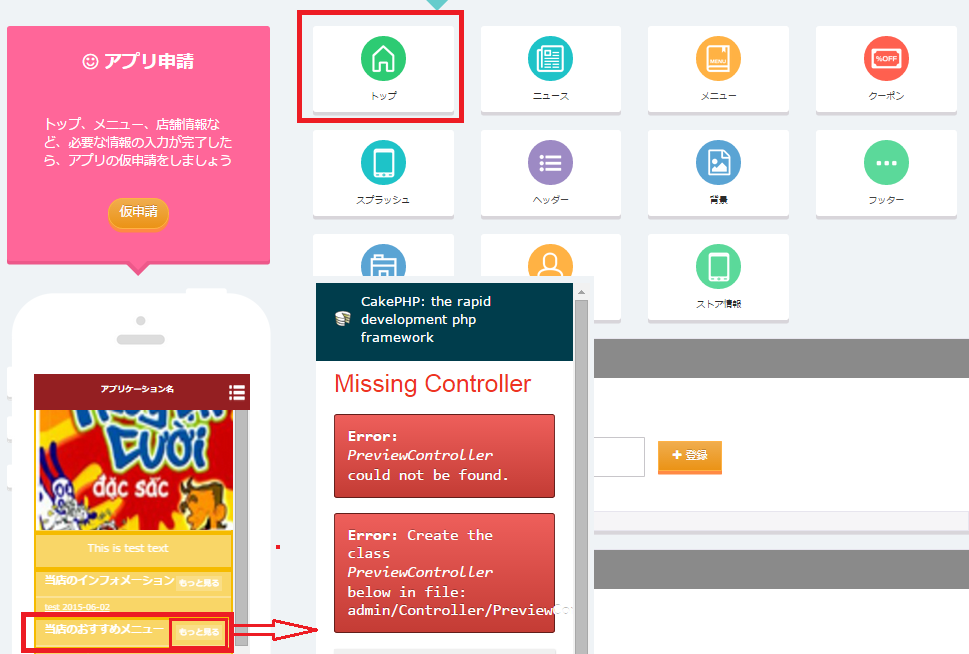 アプリ申請
トップ、メニュー、店舗情報な
ど、必要な情報の入力が完了した
ら、アプリの仮申請をしましょう
仮申請
トップ
ニュース
MENU
メニュー
%OFF
クーポン
スプラッシュ
ヘッダー
背景
フッター
ストア情報
アプリケーション名
cười
đặc sắc
This is test text
当店のインフォメーション もっと見る
test 2015-06-02
当店のおすすめメニュー もっと見る
CakePHP: the rapid
development php
framework
Missing Controller
Error:
PreviewController
could not be found.
Error: Create the
class
PreviewController
below in file:
admin/Controller/PreviewCo
+ 登録